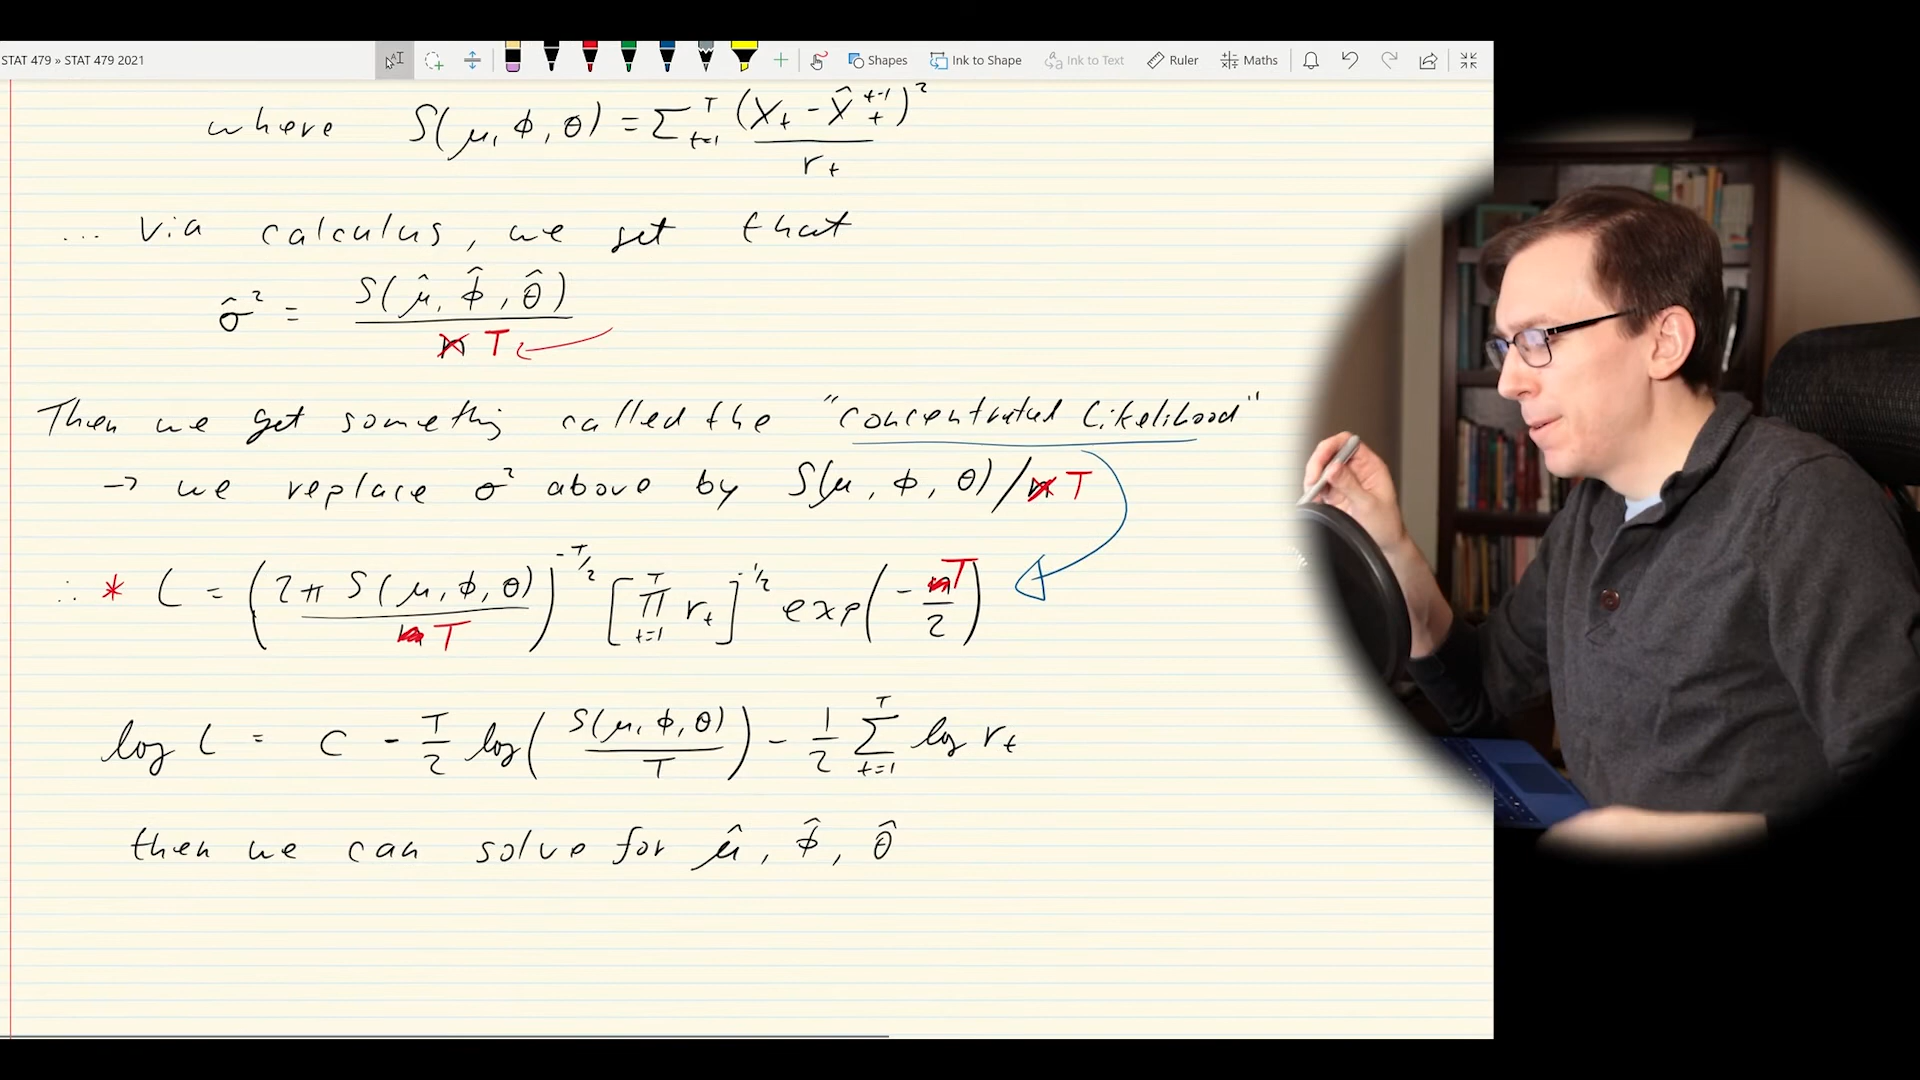 STAT 479 » STAT 479 2021
Shapes Ink to Shape Ink to Text Ruler Maths
where S(μ, φ, θ) = Σ_{t=1}^{T} (X_t - X̂_t^{t-1})² / r_t
... via calculus, we get that
σ̂² = S(μ̂, φ̂, θ̂) / n T
Then we get something called the "concentrated likelihood"
→ we replace σ² above by S(μ, φ, θ) / n T
∴ * L = (2π S(μ, φ, θ) / n T)^{-T/2} [∏_{t=1}^{T} r_t]^{-1/2} exp(- n T / 2)
log L = C - T/2 log( S(μ, φ, θ) / T ) - 1/2 Σ_{t=1}^{T} log r_t
then we can solve for μ̂, φ̂, θ̂